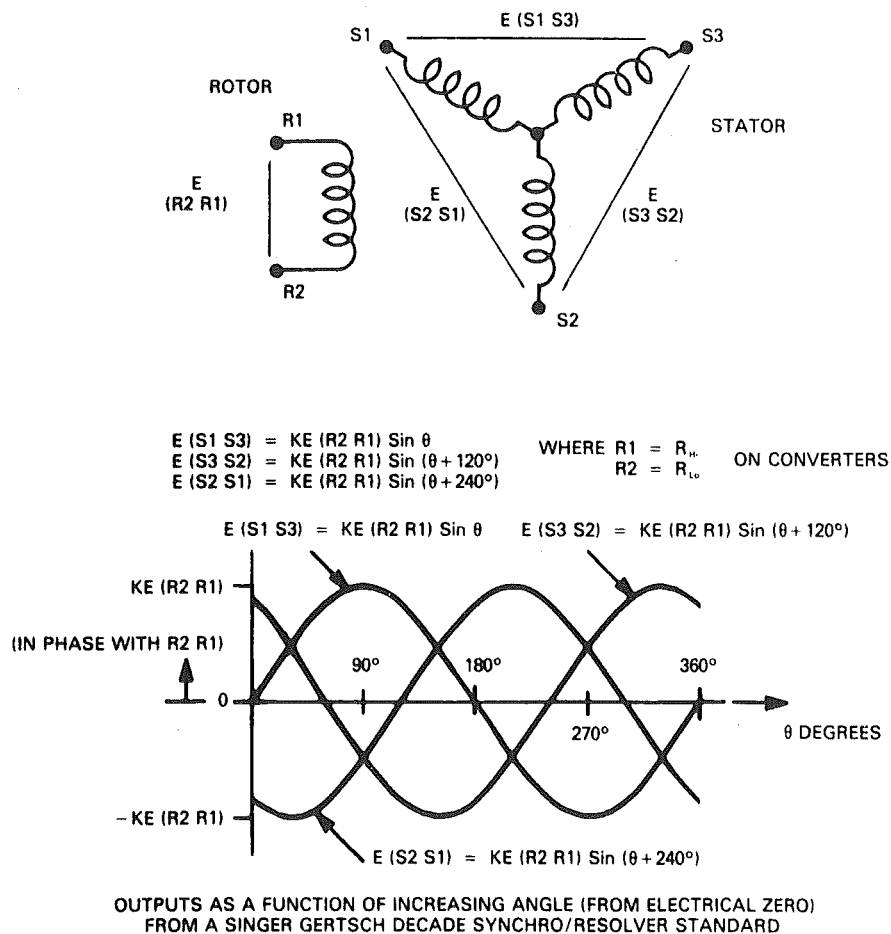 E (S1 S3)
S1
S3
ROTOR
R1
STATOR
E
(R2 R1)
E
(S2 S1)
E
(S3 S2)
R2
S2
E (S1 S3) = KE (R2 R1) Sin θ
E (S3 S2) = KE (R2 R1) Sin (θ + 120°)
E (S2 S1) = KE (R2 R1) Sin (θ + 240°)
WHERE R1 = RH.
R2 = RLo
ON CONVERTERS
E (S1 S3) = KE (R2 R1) Sin θ
E (S3 S2) = KE (R2 R1) Sin (θ + 120°)
KE (R2 R1)
(IN PHASE WITH R2 R1)
90°
180°
360°
0
270°
θ DEGREES
– KE (R2 R1)
E (S2 S1) = KE (R2 R1) Sin (θ + 240°)
OUTPUTS AS A FUNCTION OF INCREASING ANGLE (FROM ELECTRICAL ZERO)
FROM A SINGER GERTSCH DECADE SYNCHRO/RESOLVER STANDARD